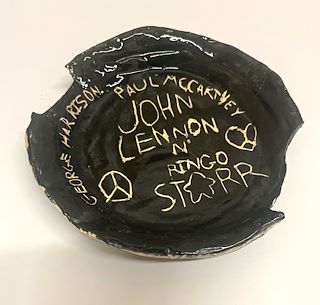 GEORGE HARRISON
PAUL MCCARTNEY
JOHN
LENNON
N'
RINGO
STARR